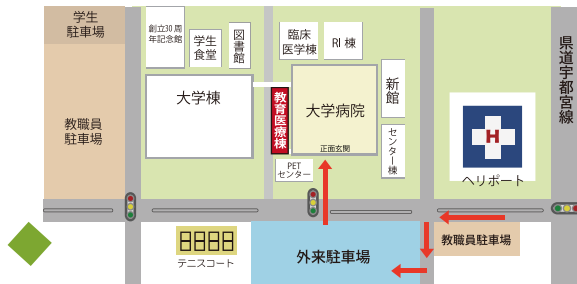 学生
駐車場
創立30周
年記念館
学生
食堂
図書館
臨床
医学棟
RI 棟
県道宇都宮線
大学棟
教育医療棟
大学病院
正面玄関
新館
センター棟
教職員
駐車場
PET
センター
H
ヘリポート
テニスコート
外来駐車場
教職員駐車場